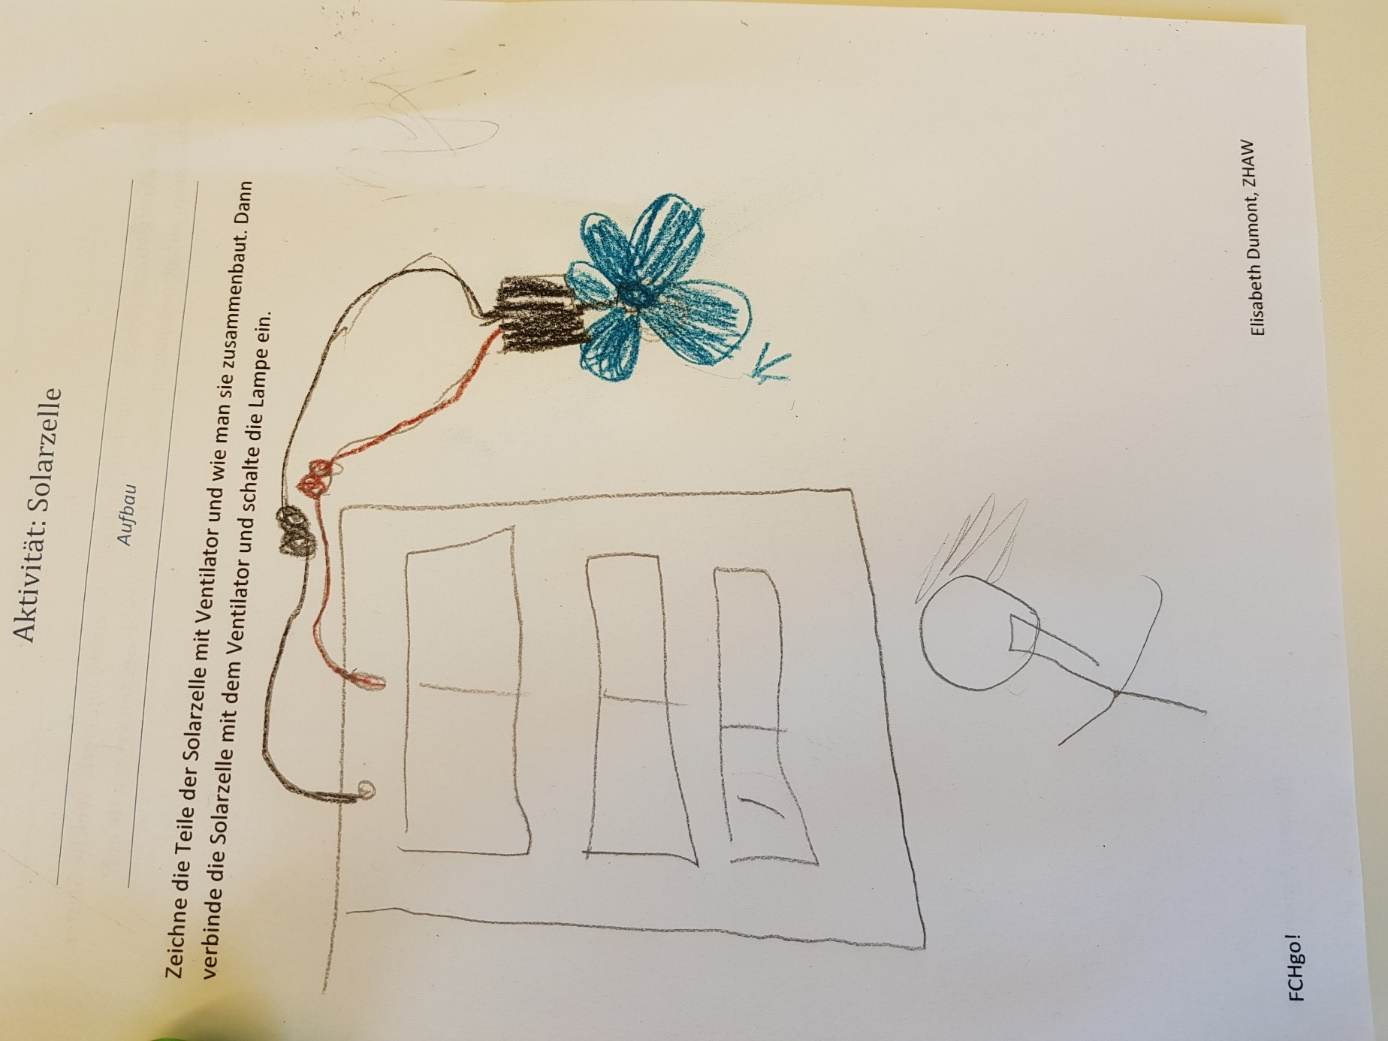 Aktivität: Solarzelle
Aufbau
Zeichne die Teile der Solarzelle mit Ventilator und wie man sie zusammenbaut. Dann
verbinde die Solarzelle mit dem Ventilator und schalte die Lampe ein.
FCHgo!
Elisabeth Dumont, ZHAW